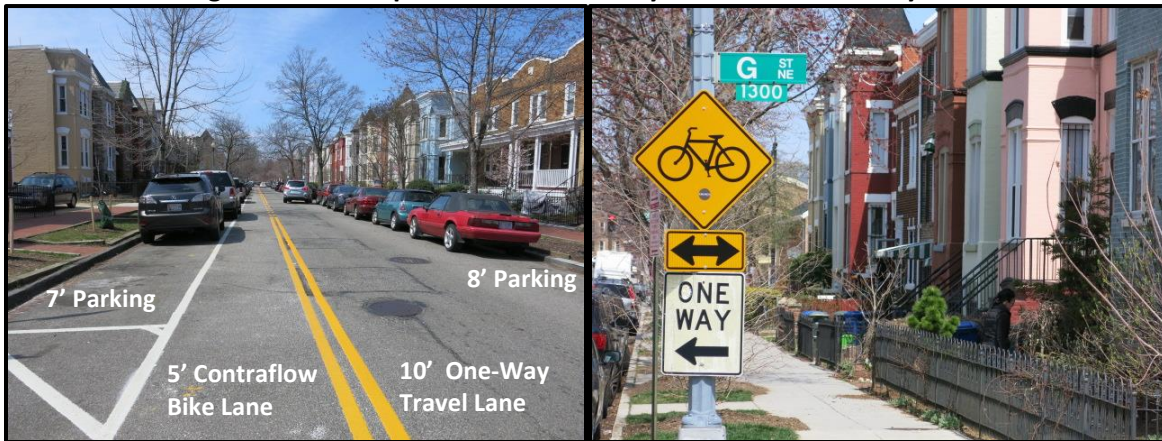 7’ Parking
8’ Parking
5’ Contraflow
Bike Lane
10’ One-Way
Travel Lane
G ST
NE
1300
ONE
WAY